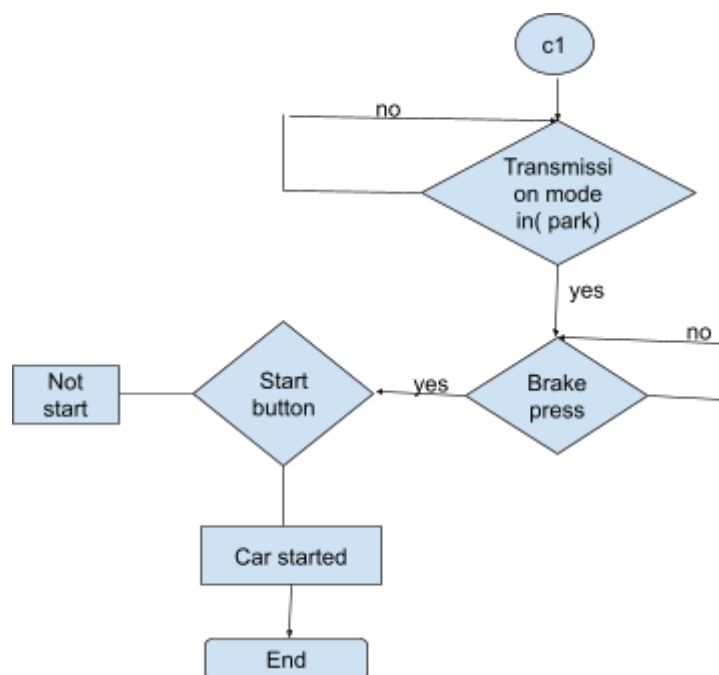 c1
no
Transmissi
on mode
in( park)
yes
no
Not
start
Start
button
yes
Brake
press
Car started
End